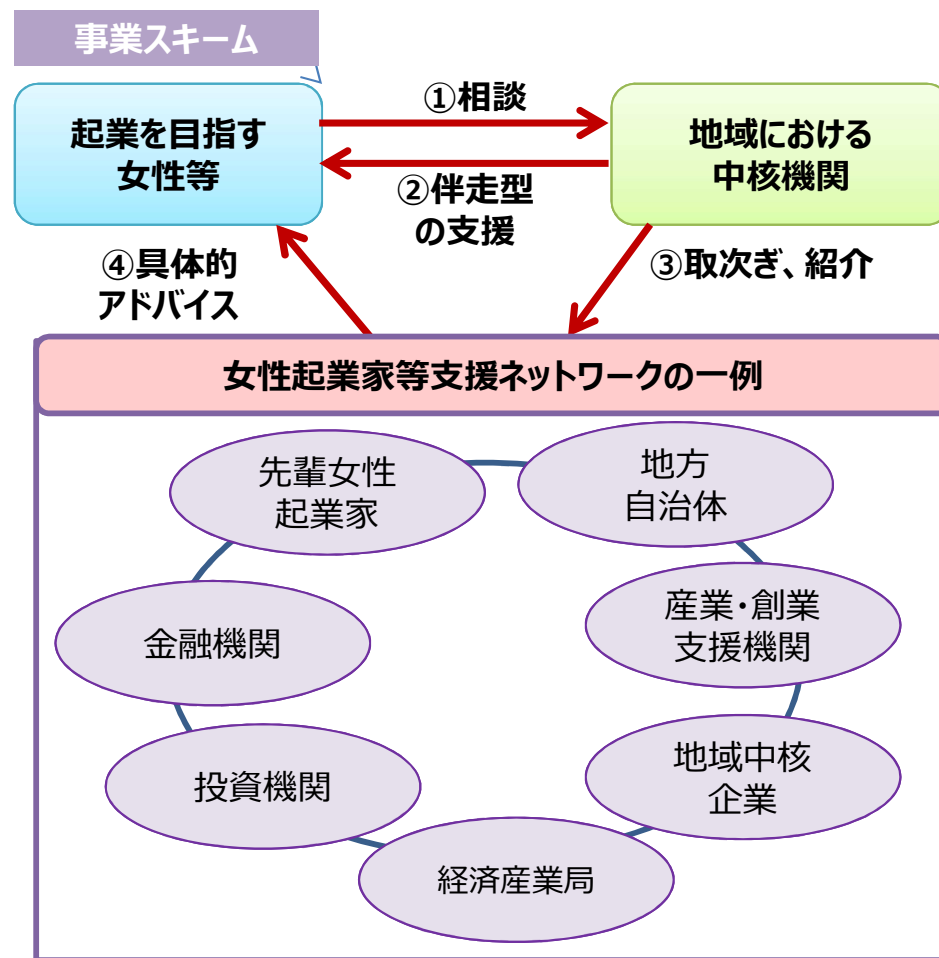 事業スキーム
起業を目指す
女性等
①相談
②伴走型
の支援
地域における
中核機関
④具体的
アドバイス
③取次ぎ、紹介
女性起業家等支援ネットワークの一例
先輩女性
起業家
地方
自治体
金融機関
産業・創業
支援機関
投資機関
地域中核
企業
経済産業局